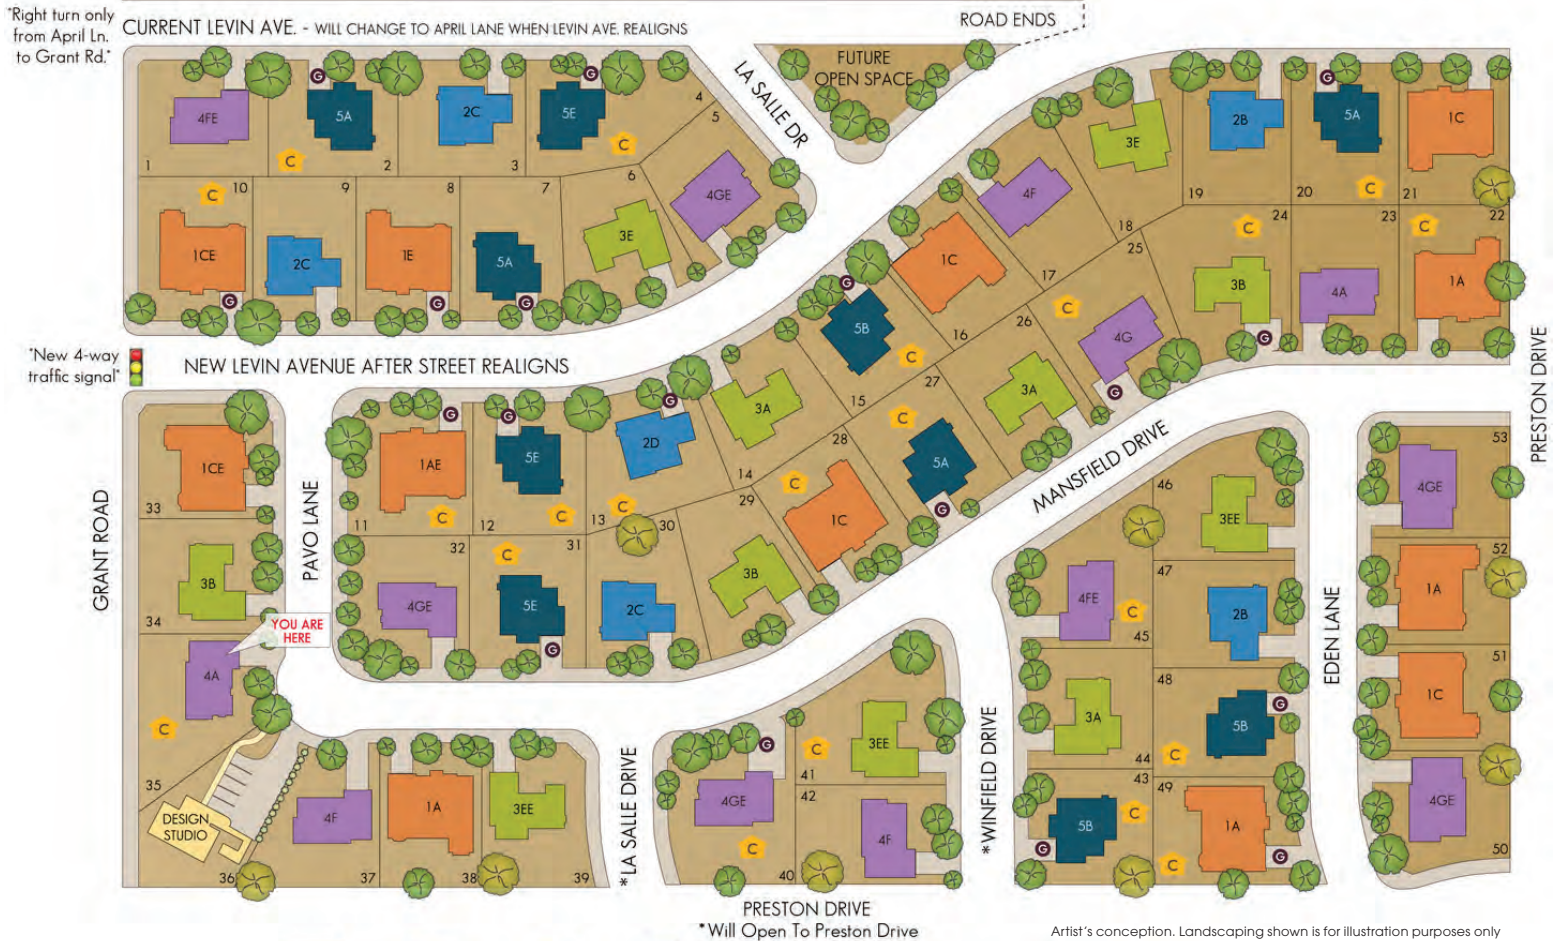 "Right turn only
from April Ln.
to Grant Rd."
CURRENT LEVIN AVE. - WILL CHANGE TO APRIL LANE WHEN LEVIN AVE. REALIGNS
ROAD ENDS
FUTURE
OPEN SPACE
LA SALLE DR
4FE
5A
2C
5E
G
G
C
C
1
2
3
4
5
10
9
8
7
6
C
1CE
2C
1E
5A
3E
4GE
G
G
G
3E
2B
5A
1C
G
C
4F
18
19
20
21
1C
17
25
24
23
22
C
C
5B
G
C
16
26
C
4G
3B
4A
1A
G
G
"New 4-way
traffic signal"
NEW LEVIN AVENUE AFTER STREET REALIGNS
PRESTON DRIVE
GRANT ROAD
PAVO LANE
1CE
33
3B
34
YOU ARE
HERE
4A
C
35
DESIGN
STUDIO
36
1AE
5E
2D
3A
G
G
G
C
C
C
11
12
13
14
15
27
3A
C
28
5A
G
29
C
1C
30
32
31
C
4GE
5E
2C
3B
G
MANSFIELD DRIVE
4F
1A
3EE
37
38
39
*LA SALLE DRIVE
G
C
3EE
4GE
41
42
C
4F
40
*WINFIELD DRIVE
46
3EE
47
4FE
C
2B
45
48
3A
5B
G
C
44
43
49
5B
C
1A
G
G
C
EDEN LANE
53
4GE
52
1A
51
1C
4GE
50
PRESTON DRIVE
*Will Open To Preston Drive
Artist's conception. Landscaping shown is for illustration purposes only